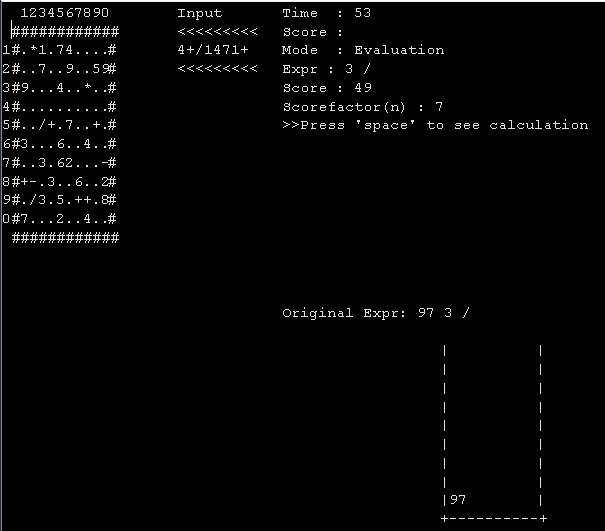 1234567890 Input Time : 53
############ <<<<<<<<< Score :
1#.*1.74....# 4+/1471+ Mode : Evaluation
2#..7..9..59# <<<<<<<<< Expr : 3 /
3#9...4..*..# Score : 49
4#..........# Scorefactor(n) : 7
5#../+.7..+.# >>Press 'space' to see calculation
6#3...6..4..#
7#..3.62...-#
8#+-.3..6..2#
9#./3.5.++.8#
0#7...2..4..#
############
Original Expr: 97 3 /
| |
| |
| |
| |
| |
| |
| |
| |
|97 |
+----------+